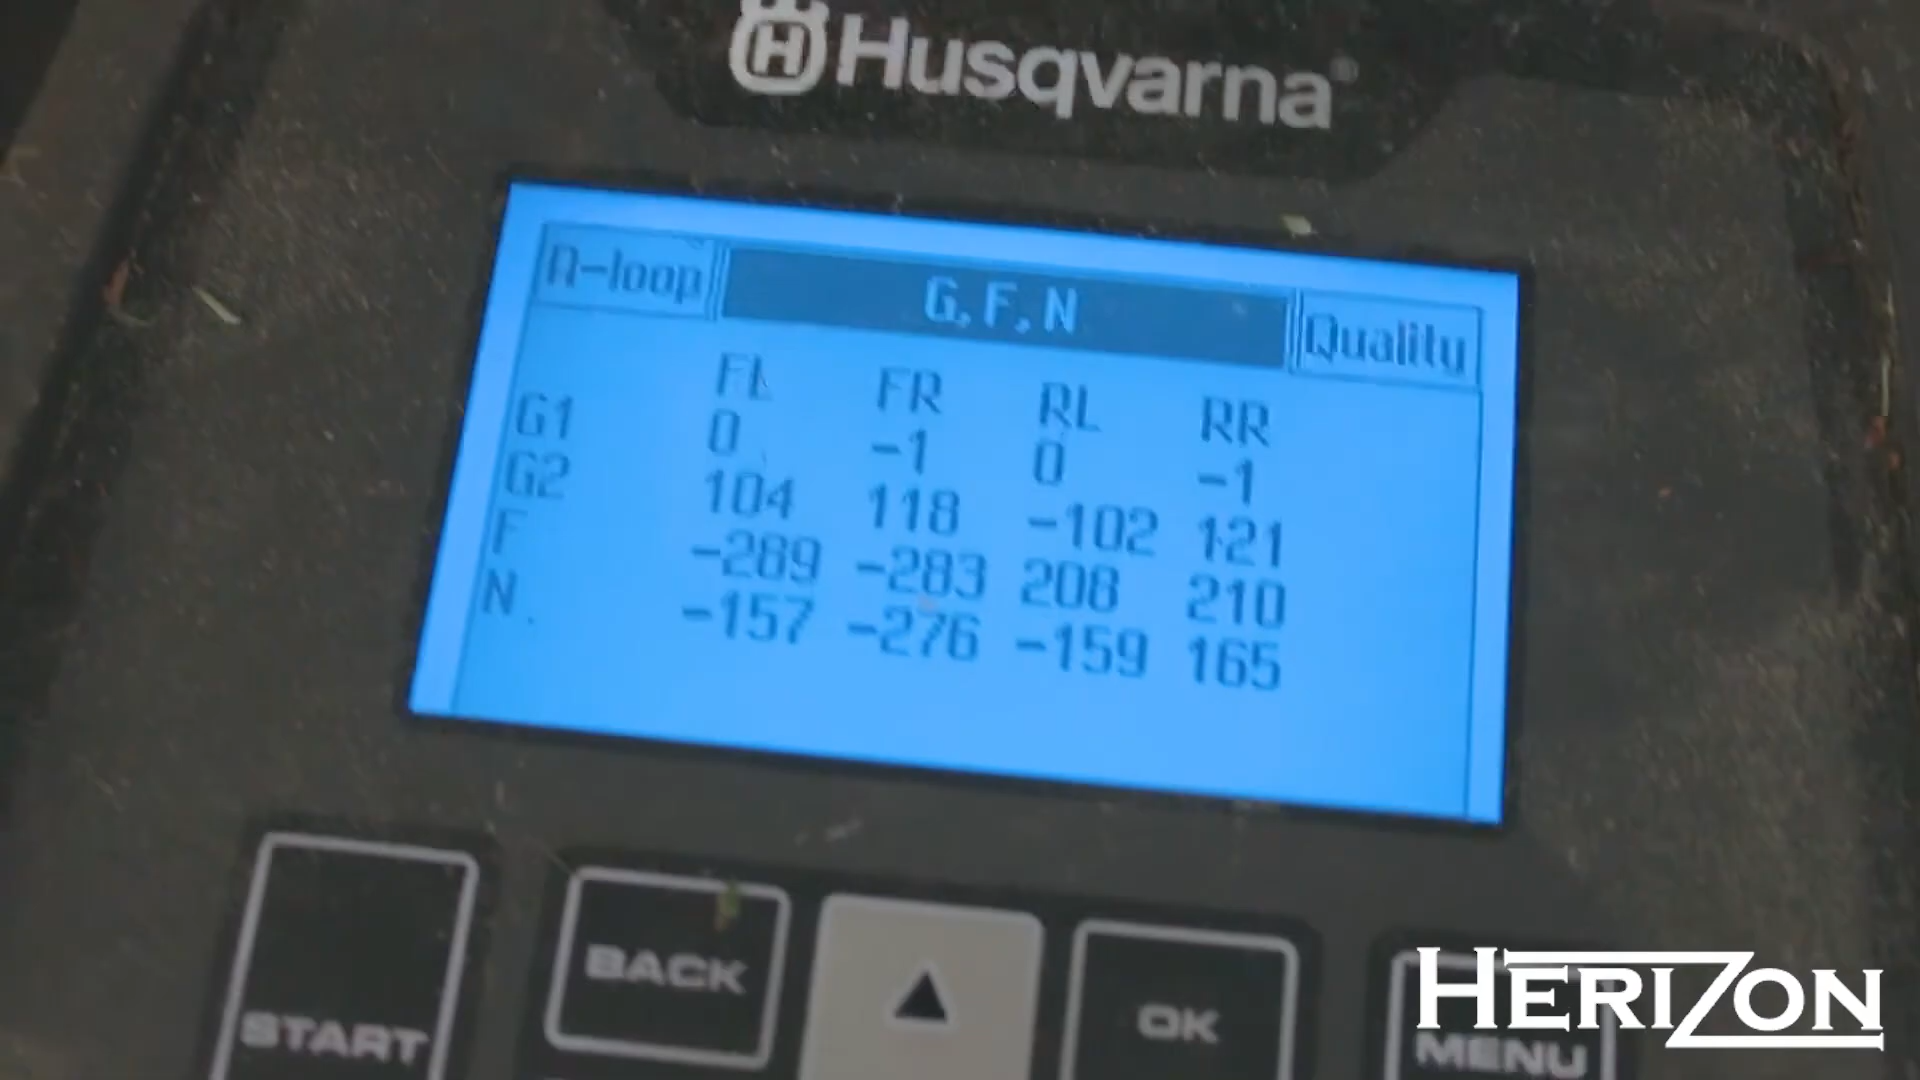 Husqvarna®
A-loop G,F,N Quality
FL FR RL RR
G1 0 -1 0 -1
G2 104 118 -102 121
F -289 -283 208 210
N -157 -276 -159 165
START BACK ▲ OK MENU
HERIZON